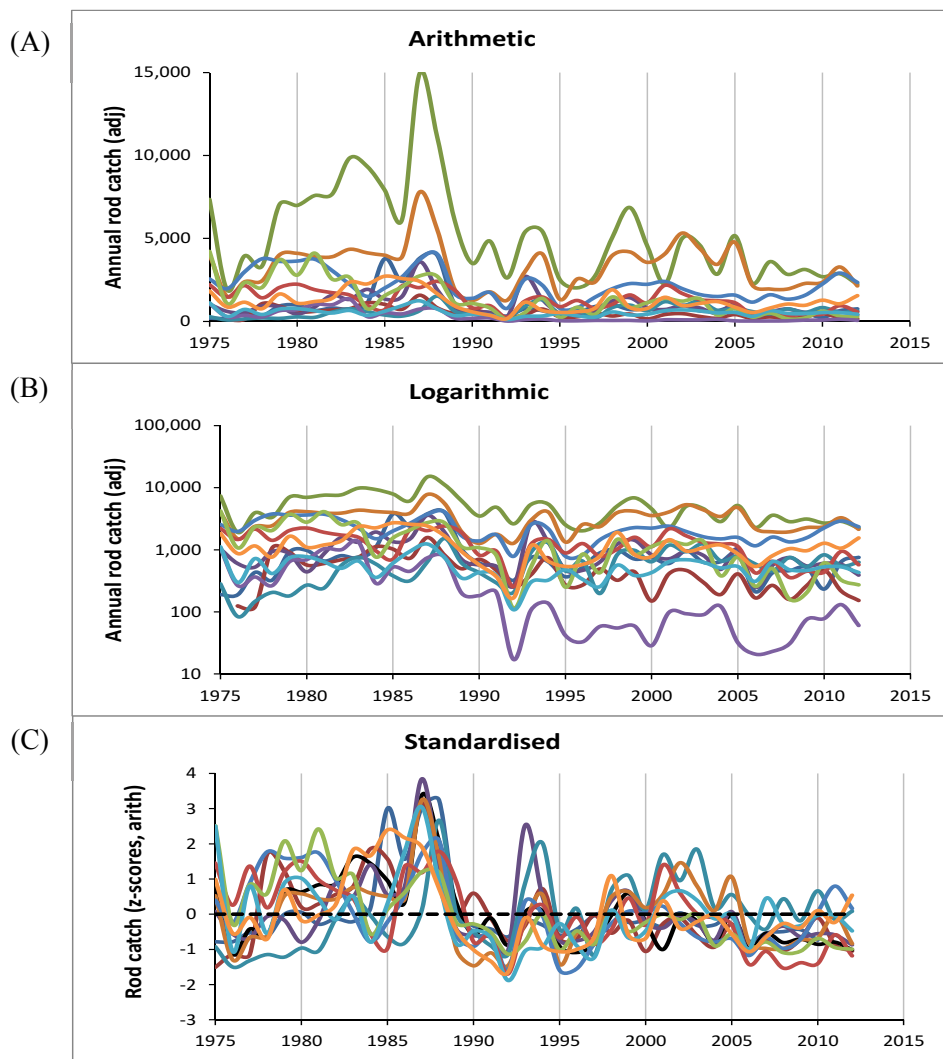 (A)
Arithmetic
Annual rod catch (adj)
15,000
10,000
5,000
0
1975 1980 1985 1990 1995 2000 2005 2010 2015
(B)
Logarithmic
Annual rod catch (adj)
100,000
10,000
1,000
100
10
1975 1980 1985 1990 1995 2000 2005 2010 2015
(C)
Standardised
Rod catch (z-scores, arith)
4
3
2
1
0
-1
-2
-3
1975 1980 1985 1990 1995 2000 2005 2010 2015